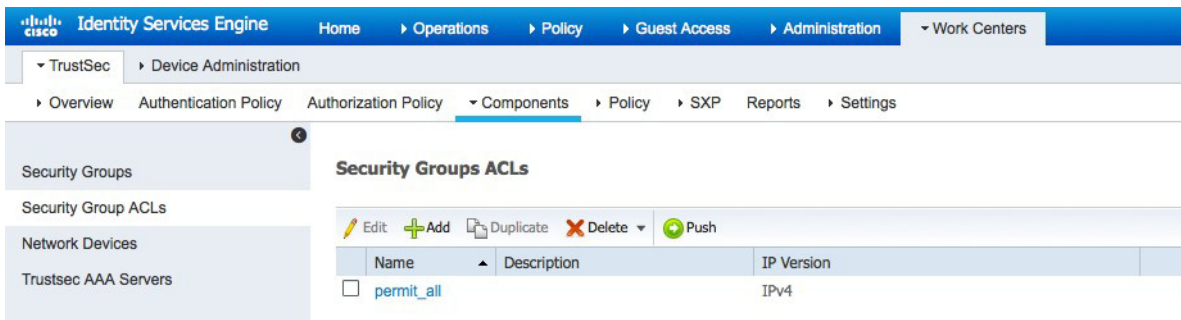 cisco Identity Services Engine Home Operations Policy Guest Access Administration Work Centers
TrustSec Device Administration
Overview Authentication Policy Authorization Policy Components Policy SXP Reports Settings
Security Groups
Security Group ACLs
Network Devices
Trustsec AAA Servers
Security Groups ACLs
Edit Add Duplicate Delete Push
Name Description IP Version
permit_all IPv4